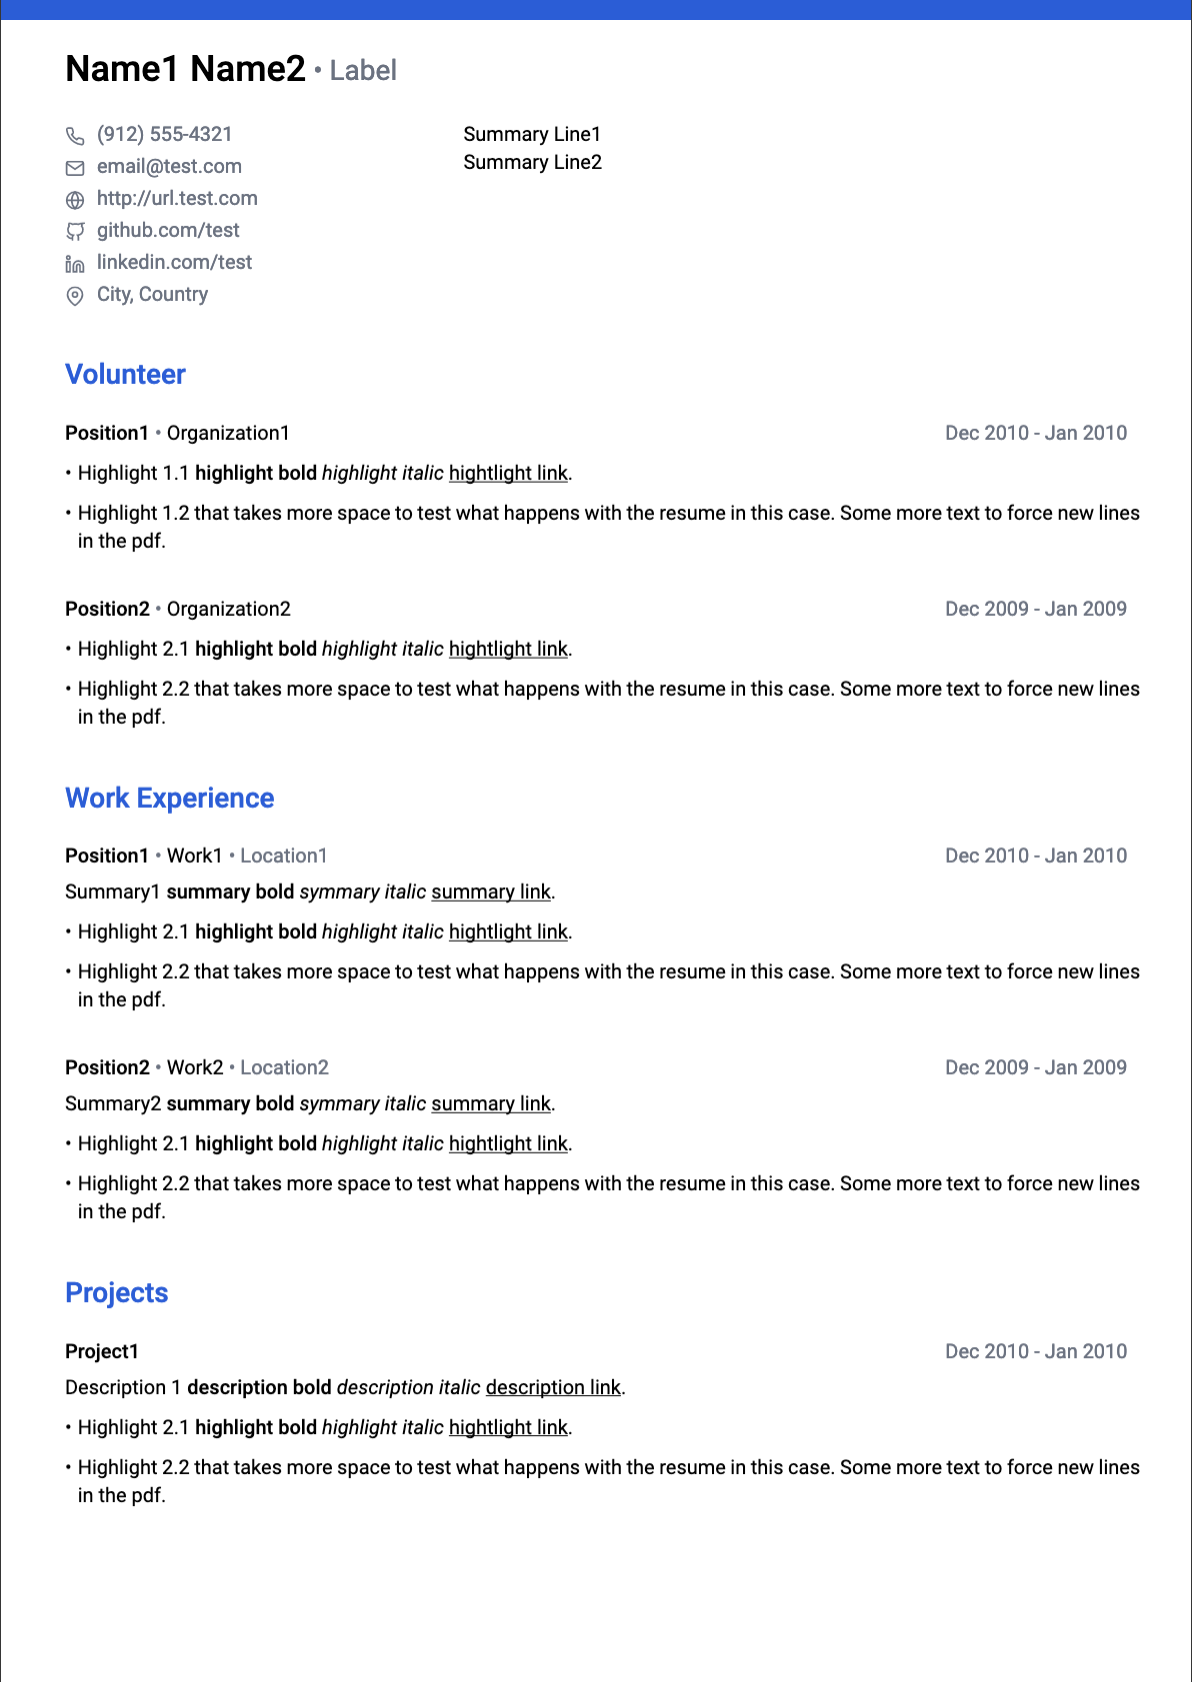 Name1 Name2 • Label
(912) 555-4321
email@test.com
http://url.test.com
github.com/test
linkedin.com/test
City, Country
Summary Line1
Summary Line2
Volunteer
Position1 • Organization1 Dec 2010 - Jan 2010
• Highlight 1.1 highlight bold highlight italic hightlight link.
• Highlight 1.2 that takes more space to test what happens with the resume in this case. Some more text to force new lines
in the pdf.
Position2 • Organization2 Dec 2009 - Jan 2009
• Highlight 2.1 highlight bold highlight italic hightlight link.
• Highlight 2.2 that takes more space to test what happens with the resume in this case. Some more text to force new lines
in the pdf.
Work Experience
Position1 • Work1 • Location1 Dec 2010 - Jan 2010
Summary1 summary bold symmary italic summary link.
• Highlight 2.1 highlight bold highlight italic hightlight link.
• Highlight 2.2 that takes more space to test what happens with the resume in this case. Some more text to force new lines
in the pdf.
Position2 • Work2 • Location2 Dec 2009 - Jan 2009
Summary2 summary bold symmary italic summary link.
• Highlight 2.1 highlight bold highlight italic hightlight link.
• Highlight 2.2 that takes more space to test what happens with the resume in this case. Some more text to force new lines
in the pdf.
Projects
Project1 Dec 2010 - Jan 2010
Description 1 description bold description italic description link.
• Highlight 2.1 highlight bold highlight italic hightlight link.
• Highlight 2.2 that takes more space to test what happens with the resume in this case. Some more text to force new lines
in the pdf.